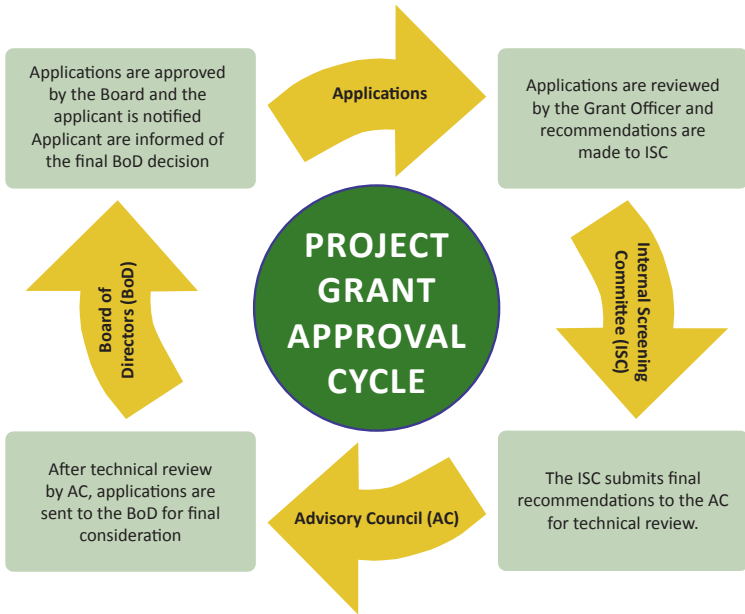 Applications are approved
by the Board and the
applicant is notified
Applicant are informed of
the final BoD decision
Applications
Applications are reviewed
by the Grant Officer and
recommendations are
made to ISC
PROJECT
GRANT
APPROVAL
CYCLE
Internal Screening
Committee (ISC)
The ISC submits final
recommendations to the AC
for technical review.
Advisory Council (AC)
After technical review
by AC, applications are
sent to the BoD for final
consideration
Board of
Directors (BoD)